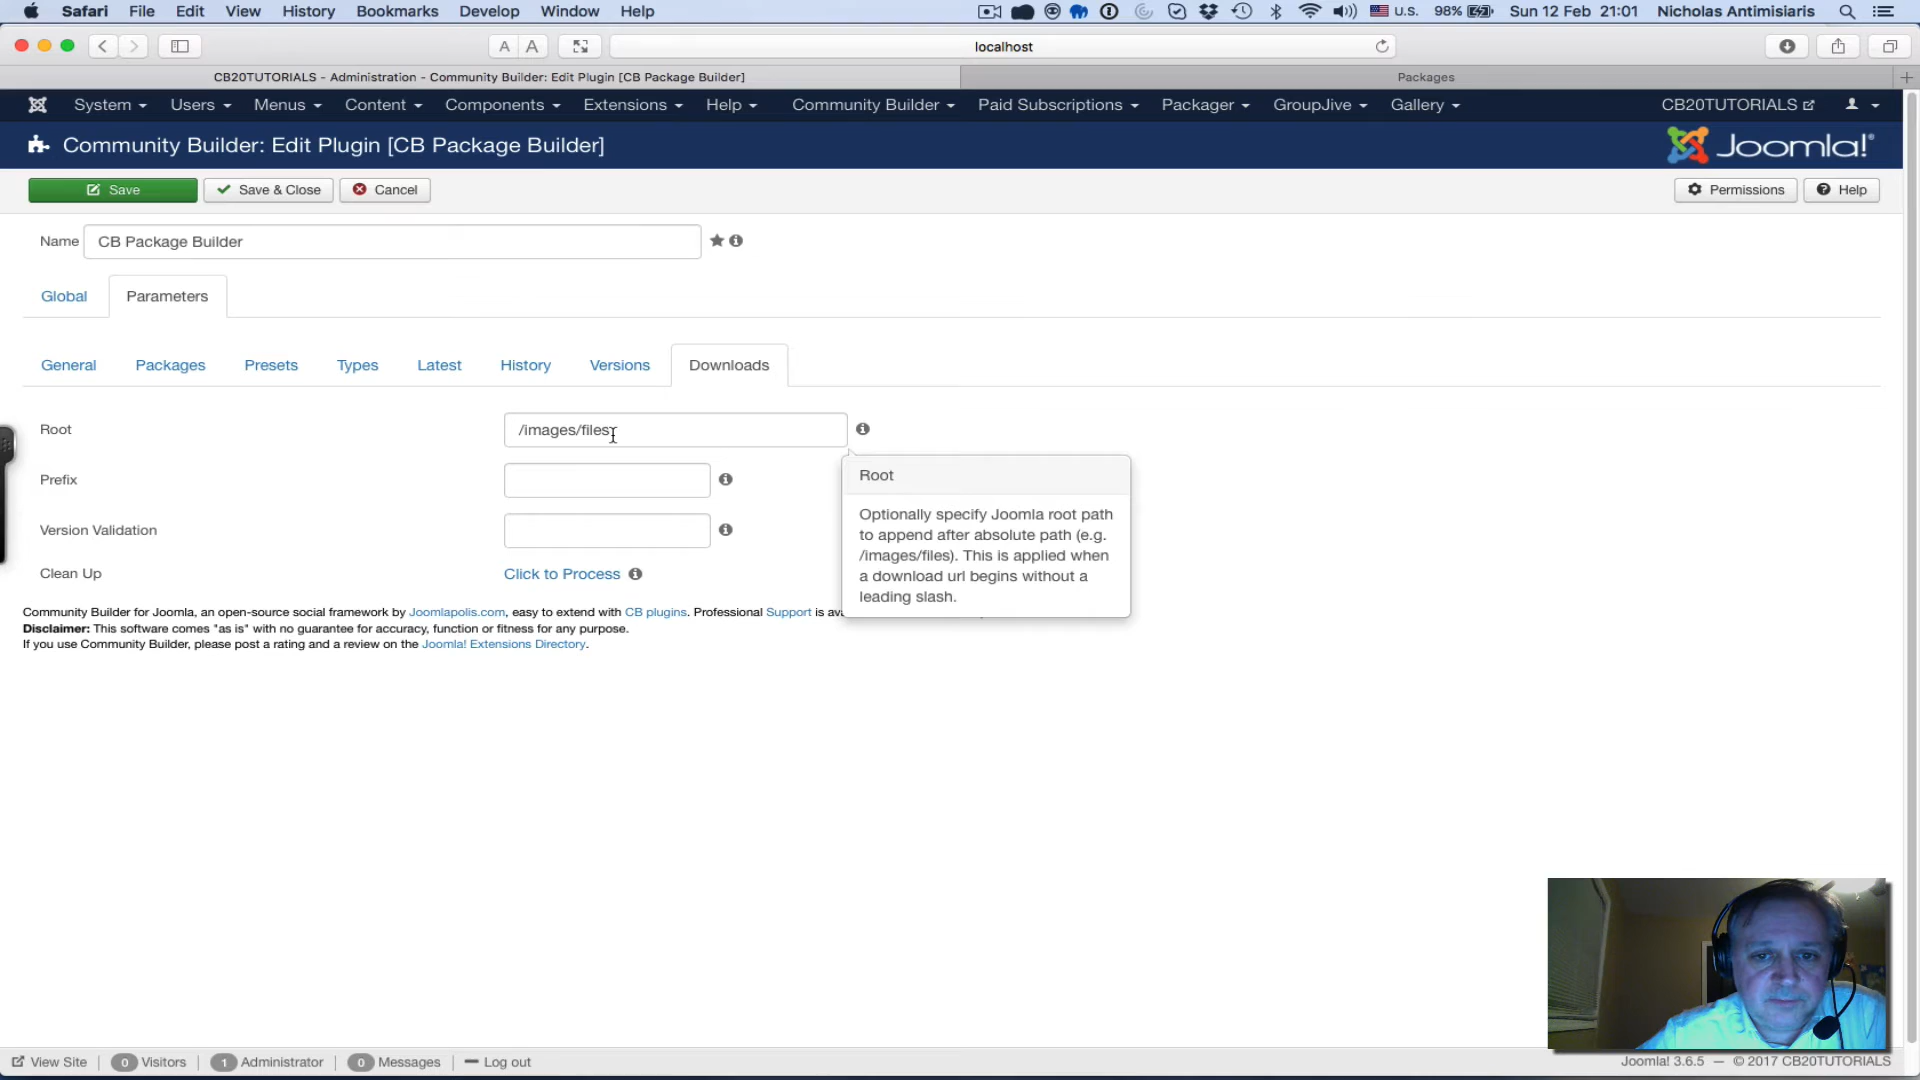 Safari File Edit View History Bookmarks Develop Window Help U.S. 98% Sun 12 Feb 21:01 Nicholas Antimisiaris
A A localhost
CB20TUTORIALS - Administration - Community Builder: Edit Plugin [CB Package Builder] Packages
System Users Menus Content Components Extensions Help Community Builder Paid Subscriptions Packager GroupJive Gallery CB20TUTORIALS
Community Builder: Edit Plugin [CB Package Builder] Joomla!®
Save Save & Close Cancel Permissions Help
Name CB Package Builder
Global Parameters
General Packages Presets Types Latest History Versions Downloads
Root /images/files
Prefix
Version Validation
Clean Up Click to Process
Root
Optionally specify Joomla root path
to append after absolute path (e.g.
/images/files). This is applied when
a download url begins without a
leading slash.
Community Builder for Joomla, an open-source social framework by Joomlapolis.com, easy to extend with CB plugins. Professional Support is
Disclaimer: This software comes "as is" with no guarantee for accuracy, function or fitness for any purpose.
If you use Community Builder, please post a rating and a review on the Joomla! Extensions Directory.
View Site 0 Visitors 1 Administrator 0 Messages Log out Joomla! 3.6.5 — © 2017 CB20TUTORIALS